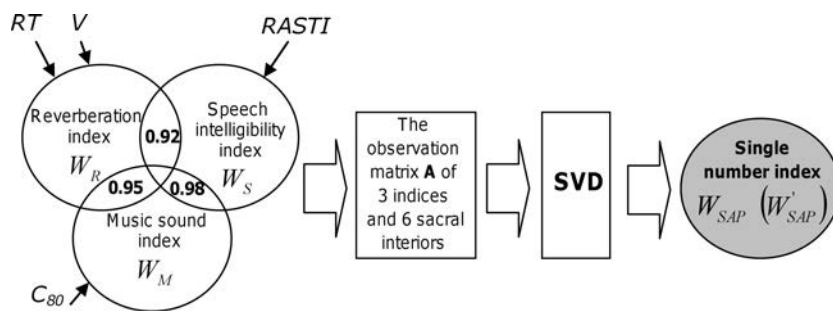 RT
V
RASTI
Reverberation
index
W_R
0.92
Speech
intelligibility
index
W_S
0.95
0.98
Music sound
index
W_M
C_80
The
observation
matrix A of
3 indices
and 6 sacral
interiors
SVD
Single
number index
W_SAP (W'_SAP)